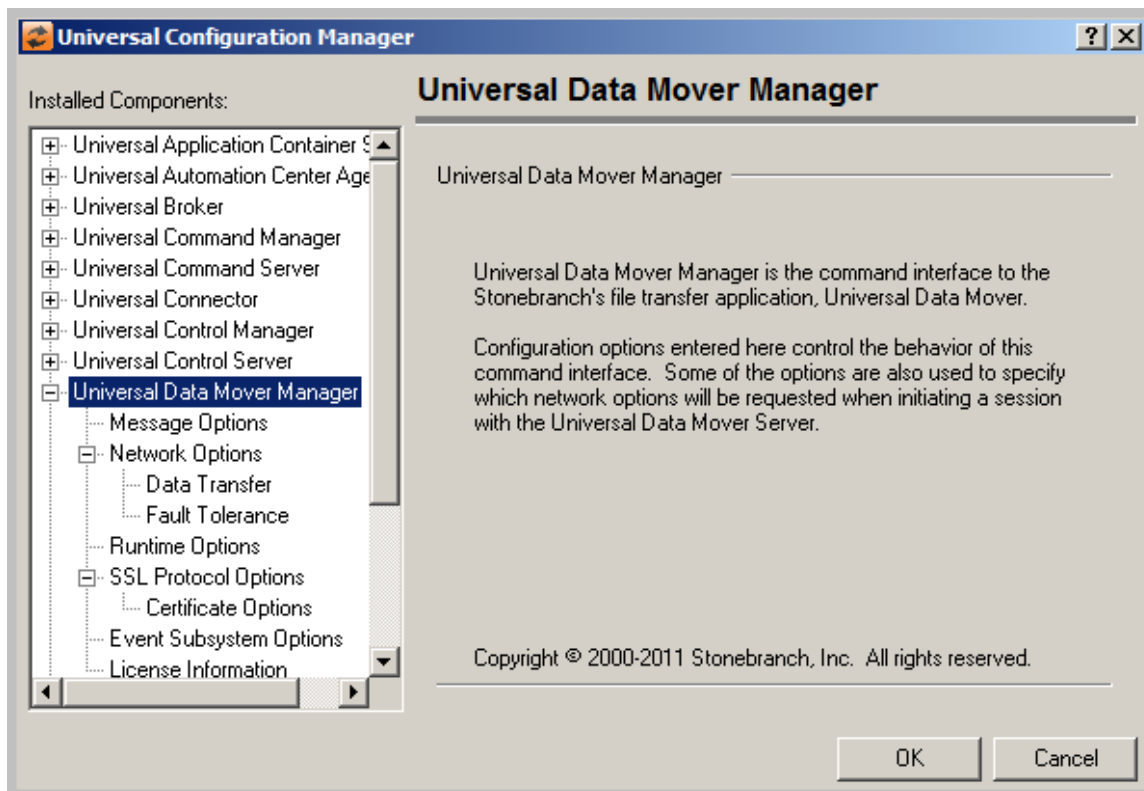 Universal Configuration Manager
Installed Components:
Universal Application Container S
Universal Automation Center Age
Universal Broker
Universal Command Manager
Universal Command Server
Universal Connector
Universal Control Manager
Universal Control Server
Universal Data Mover Manager
Message Options
Network Options
Data Transfer
Fault Tolerance
Runtime Options
SSL Protocol Options
Certificate Options
Event Subsystem Options
License Information
Universal Data Mover Manager
Universal Data Mover Manager
Universal Data Mover Manager is the command interface to the
Stonebranch's file transfer application, Universal Data Mover.
Configuration options entered here control the behavior of this
command interface.  Some of the options are also used to specify
which network options will be requested when initiating a session
with the Universal Data Mover Server.
Copyright © 2000-2011 Stonebranch, Inc.  All rights reserved.
OK
Cancel